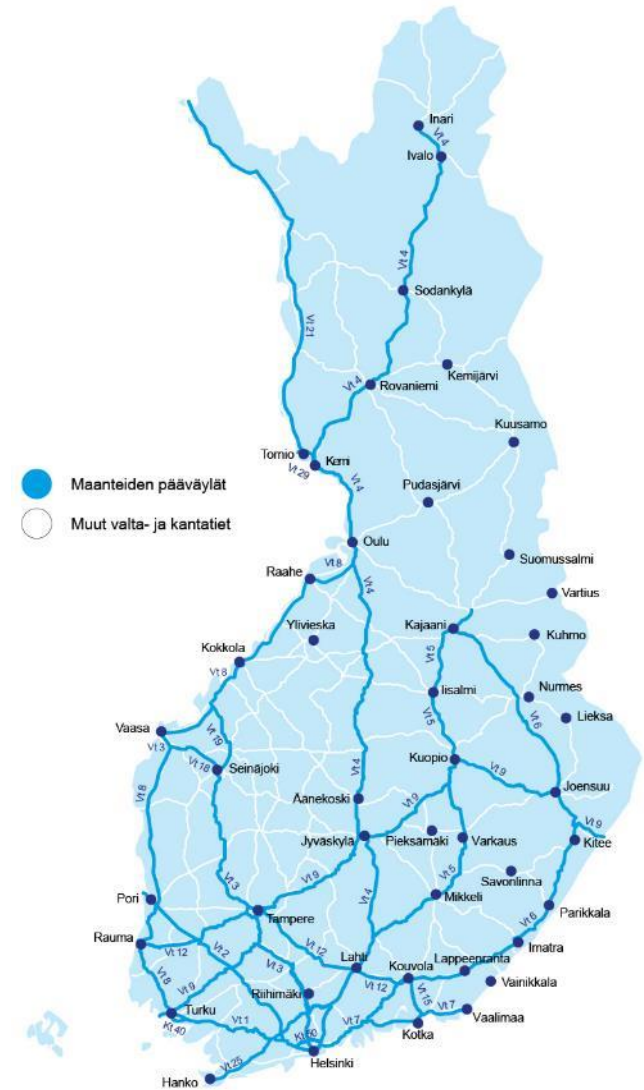 Inari
Vt 4
Ivalo
Vt 4
Sodankylä
Vt 21
Kemijärvi
Vt 4
Rovaniemi
Kuusamo
Tornio
Kemi
Vt 29
Maanteiden pääväylät
Vt 4
Pudasjärvi
Muut valta- ja kantatiet
Oulu
Suomussalmi
Raahe
Vt 8
Vt 4
Vartius
Ylivieska
Kajaani
Kuhmo
Kokkola
Vt 5
Vt 8
Iisalmi
Nurmes
Vt 6
Lieksa
Vt 5
Vaasa
Vt 19
Vt 3
Vt 18
Seinäjoki
Kuopio
Vt 9
Vt 4
Vt 8
Äänekoski
Vt 9
Joensuu
Vt 9
Jyväskylä
Pieksämäki
Varkaus
Kitee
Vt 9
Savonlinna
Vt 5
Vt 3
Vt 4
Mikkeli
Pori
Tampere
Parikkala
Vt 6
Rauma
Vt 12
Vt 2
Vt 12
Imatra
Lahti
Lappeenranta
Vt 3
Kouvola
Vainikkala
Vt 8
Vt 9
Riihimäki
Vt 12
Vt 15
Turku
Vt 7
Vaalimaa
Kt 40
Vt 1
Kt 50
Vt 7
Kotka
Helsinki
Vt 25
Hanko